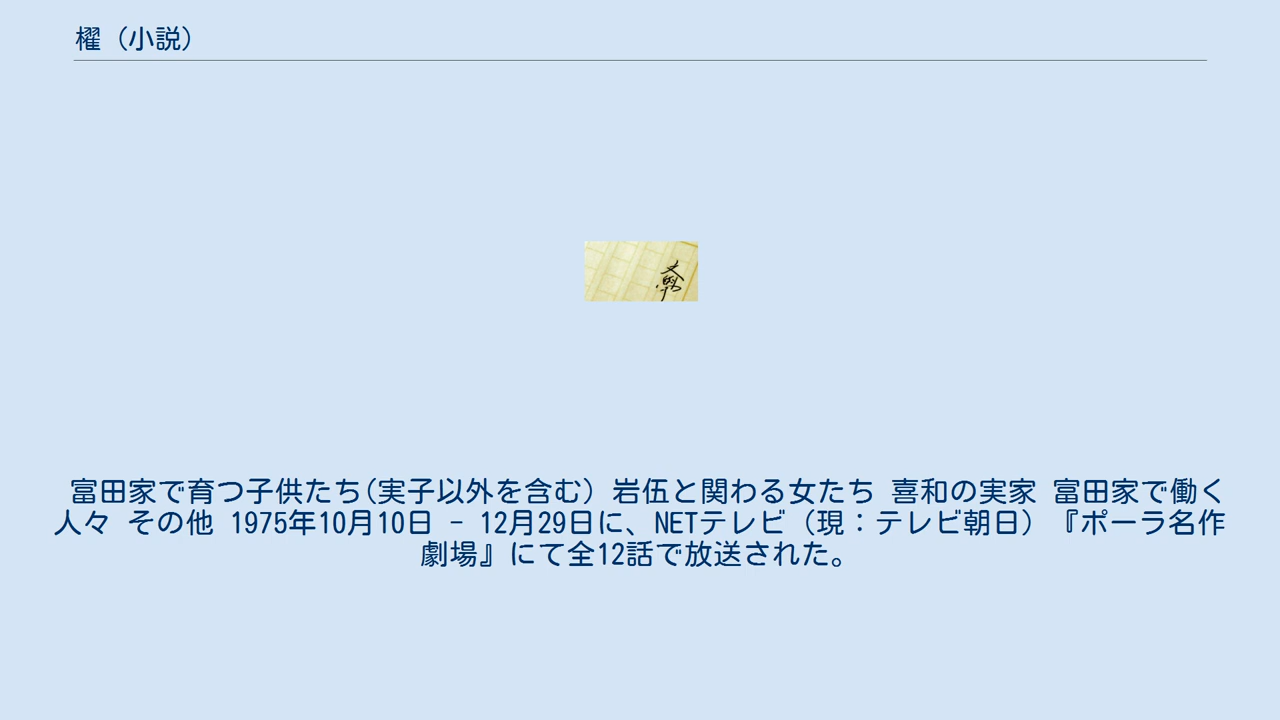 櫂（小説）
富田家で育つ子供たち(実子以外を含む) 岩伍と関わる女たち 喜和の実家 富田家で働く
人々 その他 1975年10月10日 - 12月29日に、NETテレビ（現：テレビ朝日）『ポーラ名作
劇場』にて全12話で放送された。